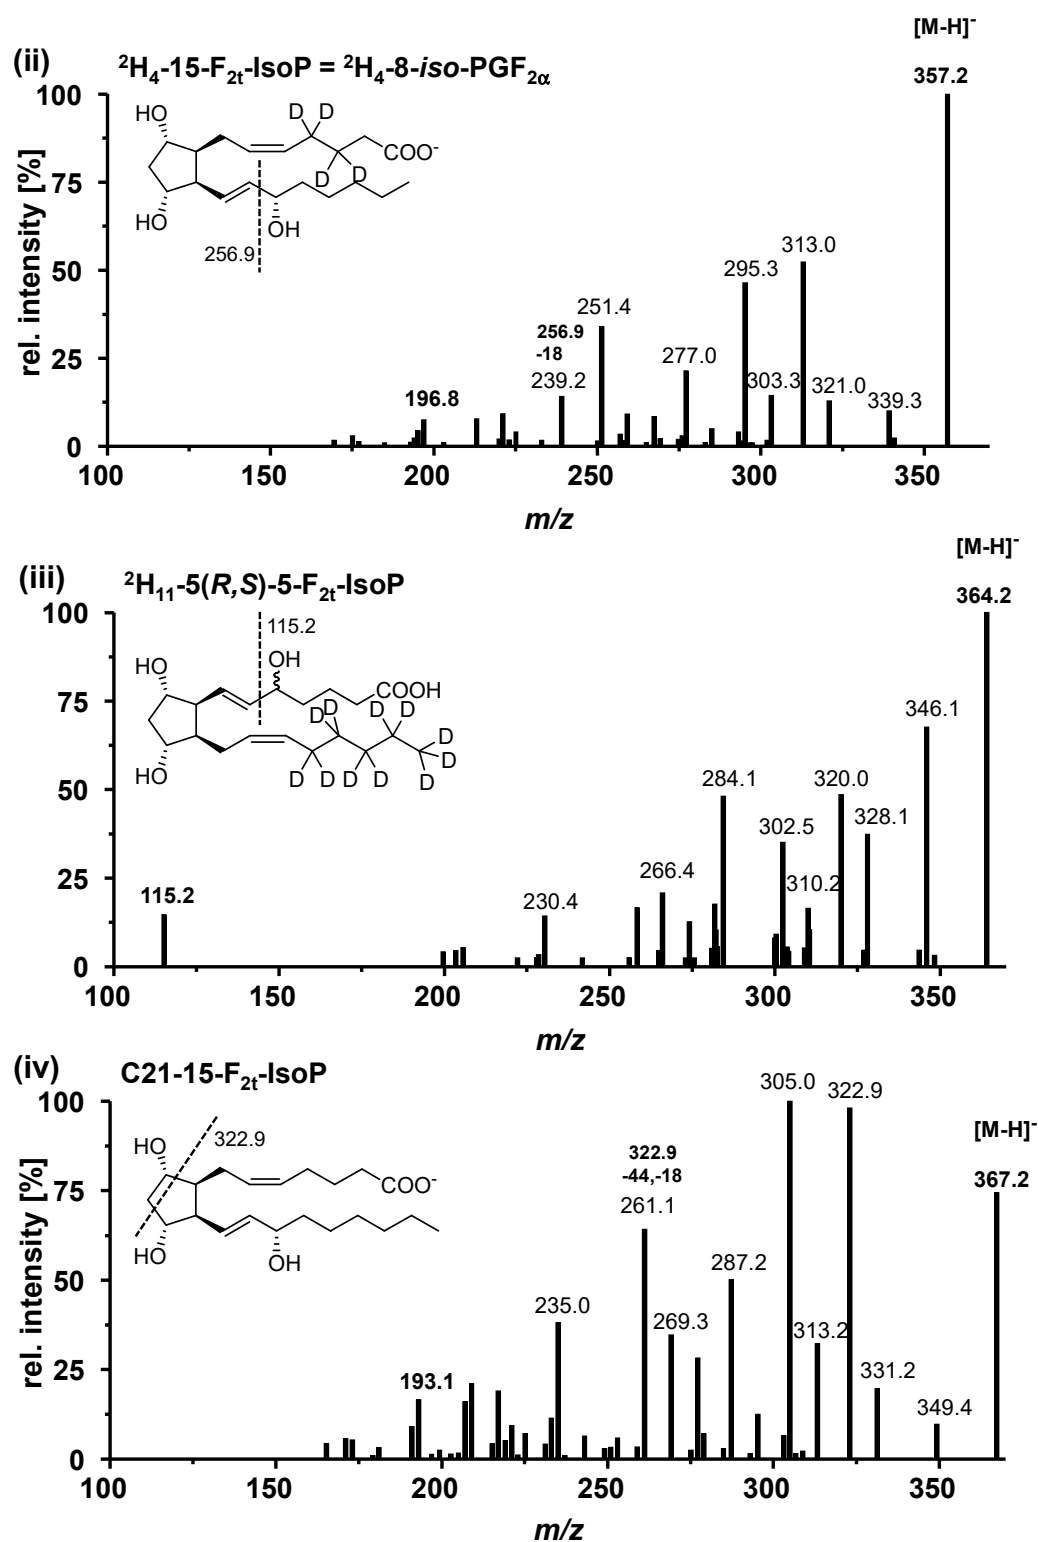 (ii)
²H₄-15-F₂ₜ-IsoP = ²H₄-8-iso-PGF₂α
[M-H]⁻
357.2
100
75
50
25
0
rel. intensity [%]
HO
D D
COO⁻
D D
HO
OH
256.9
313.0
295.3
251.4
256.9
-18
239.2
277.0
303.3
321.0
339.3
196.8
100 150 200 250 300 350
m/z
(iii)
²H₁₁-5(R,S)-5-F₂ₜ-IsoP
[M-H]⁻
364.2
100
75
50
25
0
115.2
HO
OH
COOH
D D D D
D
D
D D D D D
HO
346.1
284.1
320.0
302.5
328.1
266.4
310.2
230.4
115.2
100 150 200 250 300 350
m/z
(iv)
C21-15-F₂ₜ-IsoP
305.0
322.9
[M-H]⁻
367.2
100
75
50
25
0
rel. intensity [%]
HO
322.9
COO⁻
HO
OH
322.9
-44,-18
261.1
287.2
235.0
269.3
313.2
331.2
193.1
349.4
100 150 200 250 300 350
m/z